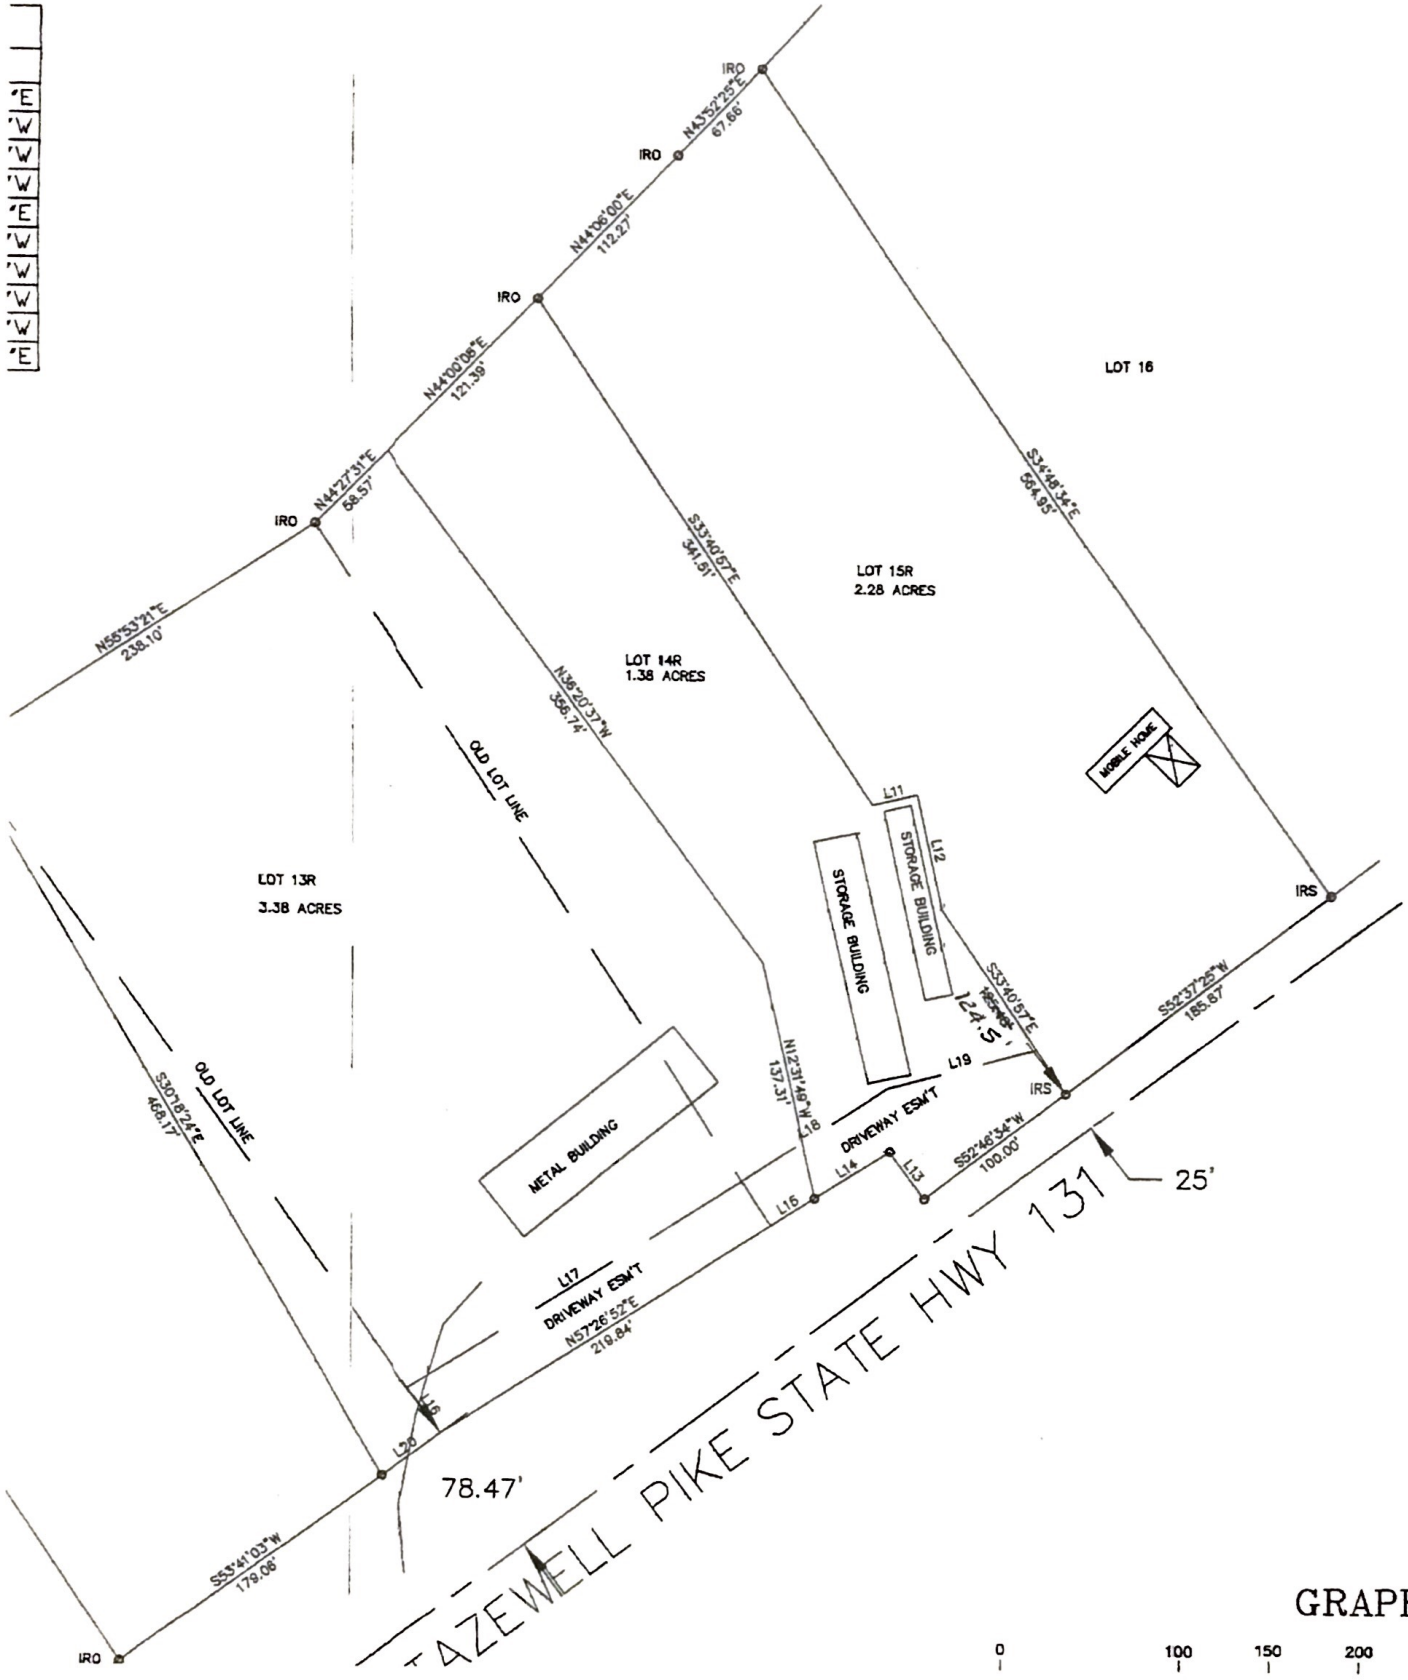 "E
'W
'W
'W
"E
'W
'W
'W
'W
"E
IRO
N43°52'25"E
67.66'
IRO
N44°06'00"E
112.27'
IRO
N44°00'08"E
121.39'
LOT 16
N44°27'31"E
58.57'
IRO
S34°48'34"E
564.95'
S33°40'57"E
341.51'
LOT 15R
2.28 ACRES
N55°53'21"E
238.10'
LOT 14R
1.38 ACRES
N36°20'37"W
356.74'
OLD LOT LINE
MOBILE HOME
L11
L12
STORAGE BUILDING
STORAGE BUILDING
LOT 13R
3.38 ACRES
IRS
S33°40'57"E
124.5'
S52°37'25"W
185.87'
OLD LOT LINE
S30°18'24"E
468.17'
N12°31'49"W
137.31'
L19
IRS
METAL BUILDING
L18
DRIVEWAY ESM'T
L14
L13
S52°46'34"W
100.00'
25'
L15
L17
DRIVEWAY ESM'T
N57°26'52"E
219.84'
L16
L20
78.47'
TAZEWELL PIKE STATE HWY 131
S53°41'03"W
179.06'
IRO
GRAPH
0 100 150 200